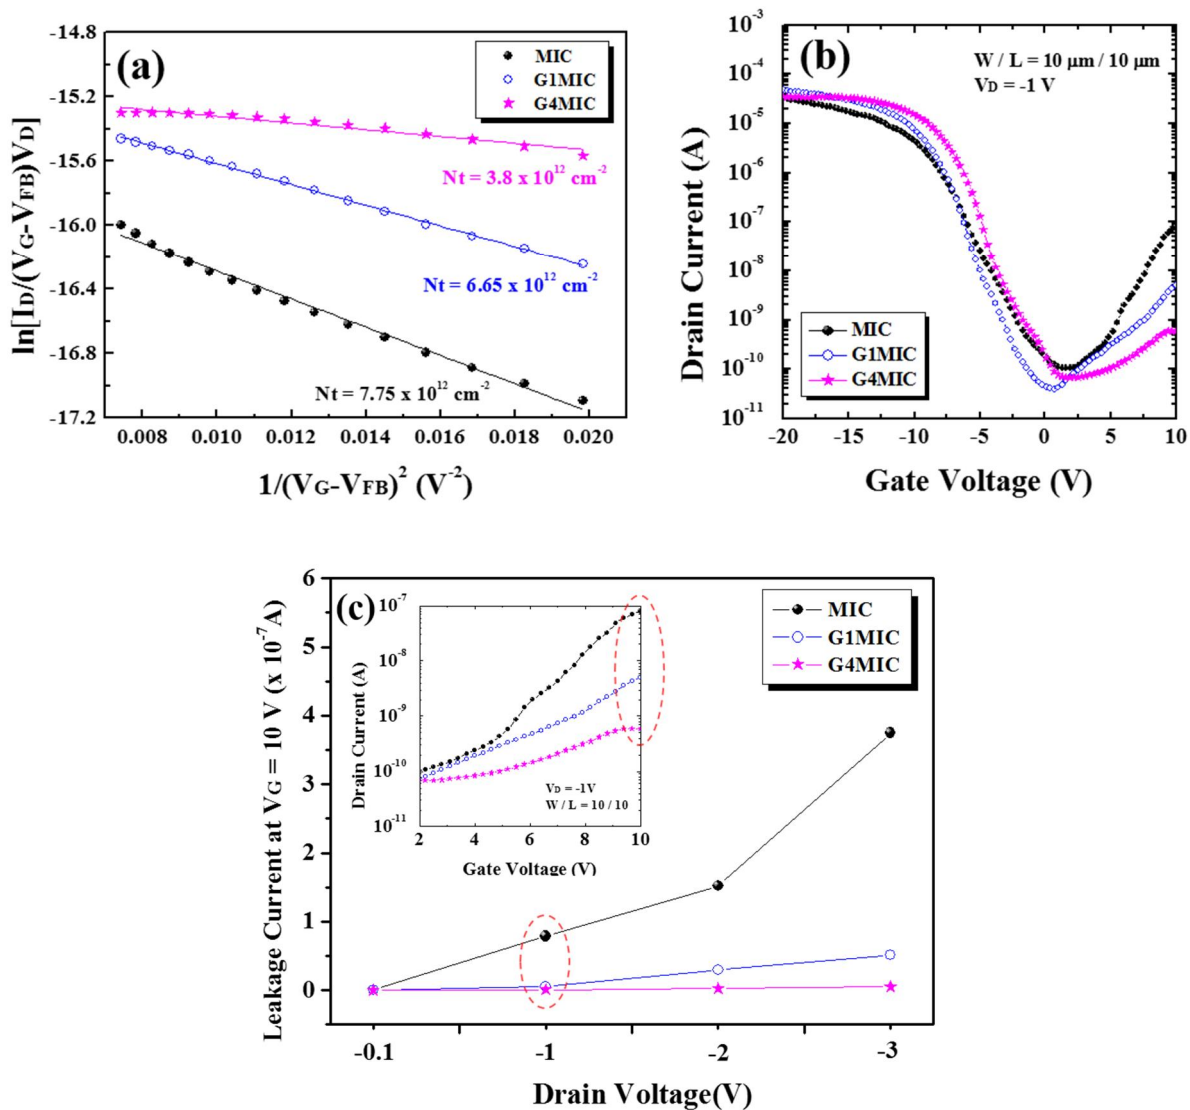 (a)
MIC
G1MIC
G4MIC
-14.8
-15.2
-15.6
-16.0
-16.4
-16.8
-17.2
ln[ID/(VG-VFB)VD]
Nt = 3.8 x 10^12 cm^-2
Nt = 6.65 x 10^12 cm^-2
Nt = 7.75 x 10^12 cm^-2
0.008 0.010 0.012 0.014 0.016 0.018 0.020
1/(VG-VFB)^2 (V^-2)
(b)
W / L = 10 μm / 10 μm
VD = -1 V
10^-3
10^-4
10^-5
10^-6
10^-7
10^-8
10^-9
10^-10
10^-11
Drain Current (A)
MIC
G1MIC
G4MIC
-20 -15 -10 -5 0 5 10
Gate Voltage (V)
(c)
MIC
G1MIC
G4MIC
6
5
4
3
2
1
0
Leakage Current at VG = 10 V (x 10^-7A)
10^-7
10^-8
10^-9
10^-10
10^-11
Drain Current (A)
VD = -1V
W / L = 10 / 10
2 4 6 8 10
Gate Voltage (V)
-0.1 -1 -2 -3
Drain Voltage(V)